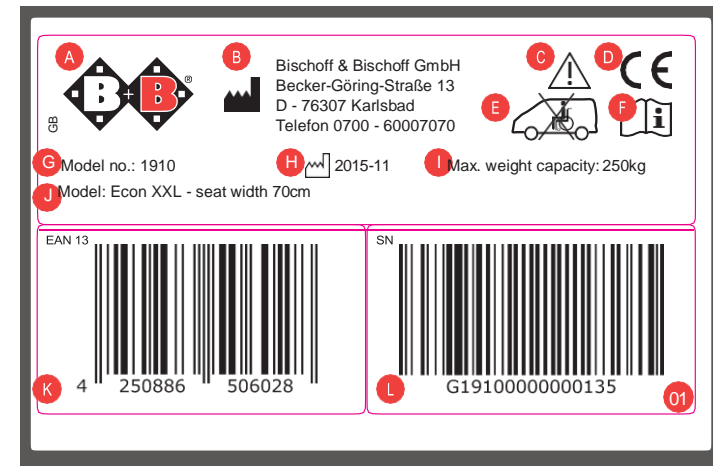 A
B+B®
GB
B
Bischoff & Bischoff GmbH
Becker-Göring-Straße 13
D - 76307 Karlsbad
Telefon 0700 - 60007070
C
D
CE
E
F
i
G Model no.: 1910
H 2015-11
I Max. weight capacity: 250kg
J Model: Econ XXL - seat width 70cm
EAN 13
K
4 250886 506028
SN
L
G19100000000135
01